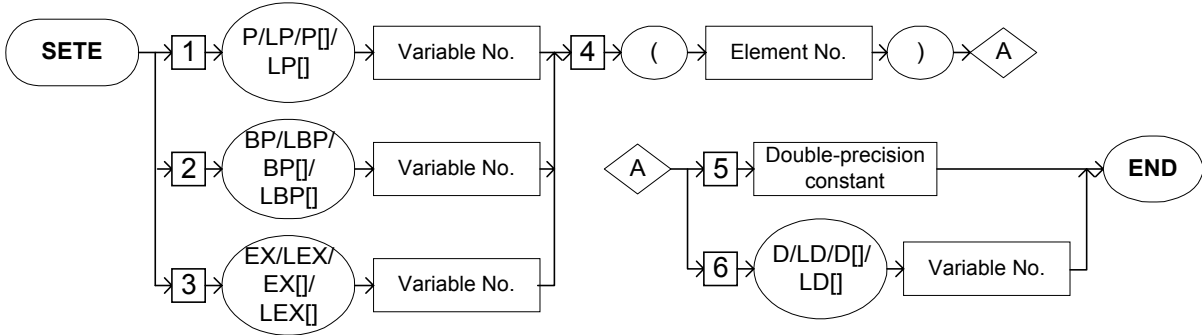 SETE
1
P/LP/P[]/
LP[]
Variable No.
4
(
Element No.
)
A
2
BP/LBP/
BP[]/
LBP[]
Variable No.
3
EX/LEX/
EX[]/
LEX[]
Variable No.
A
5
Double-precision
constant
END
6
D/LD/D[]/
LD[]
Variable No.